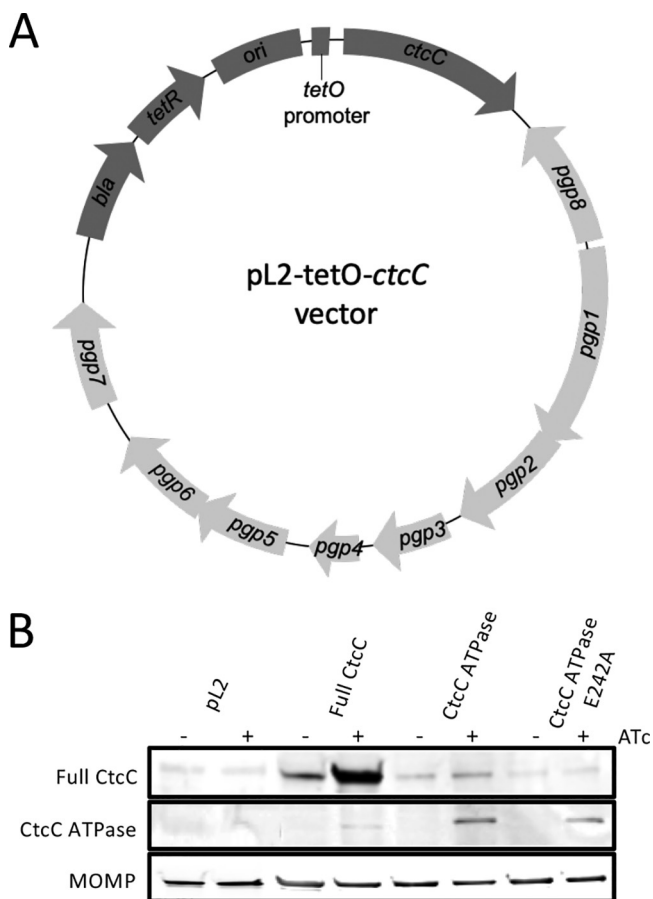 A
ori
tetO
promoter
ctcC
tetR
bla
pgp8
pgp1
pgp2
pgp3
pgp4
pgp5
pgp6
pgp7
pL2-tetO-ctcC
vector
B
pL2
Full CtcC
CtcC ATPase
CtcC ATPase
E242A
- + - + - + - + ATc
Full CtcC
CtcC ATPase
MOMP